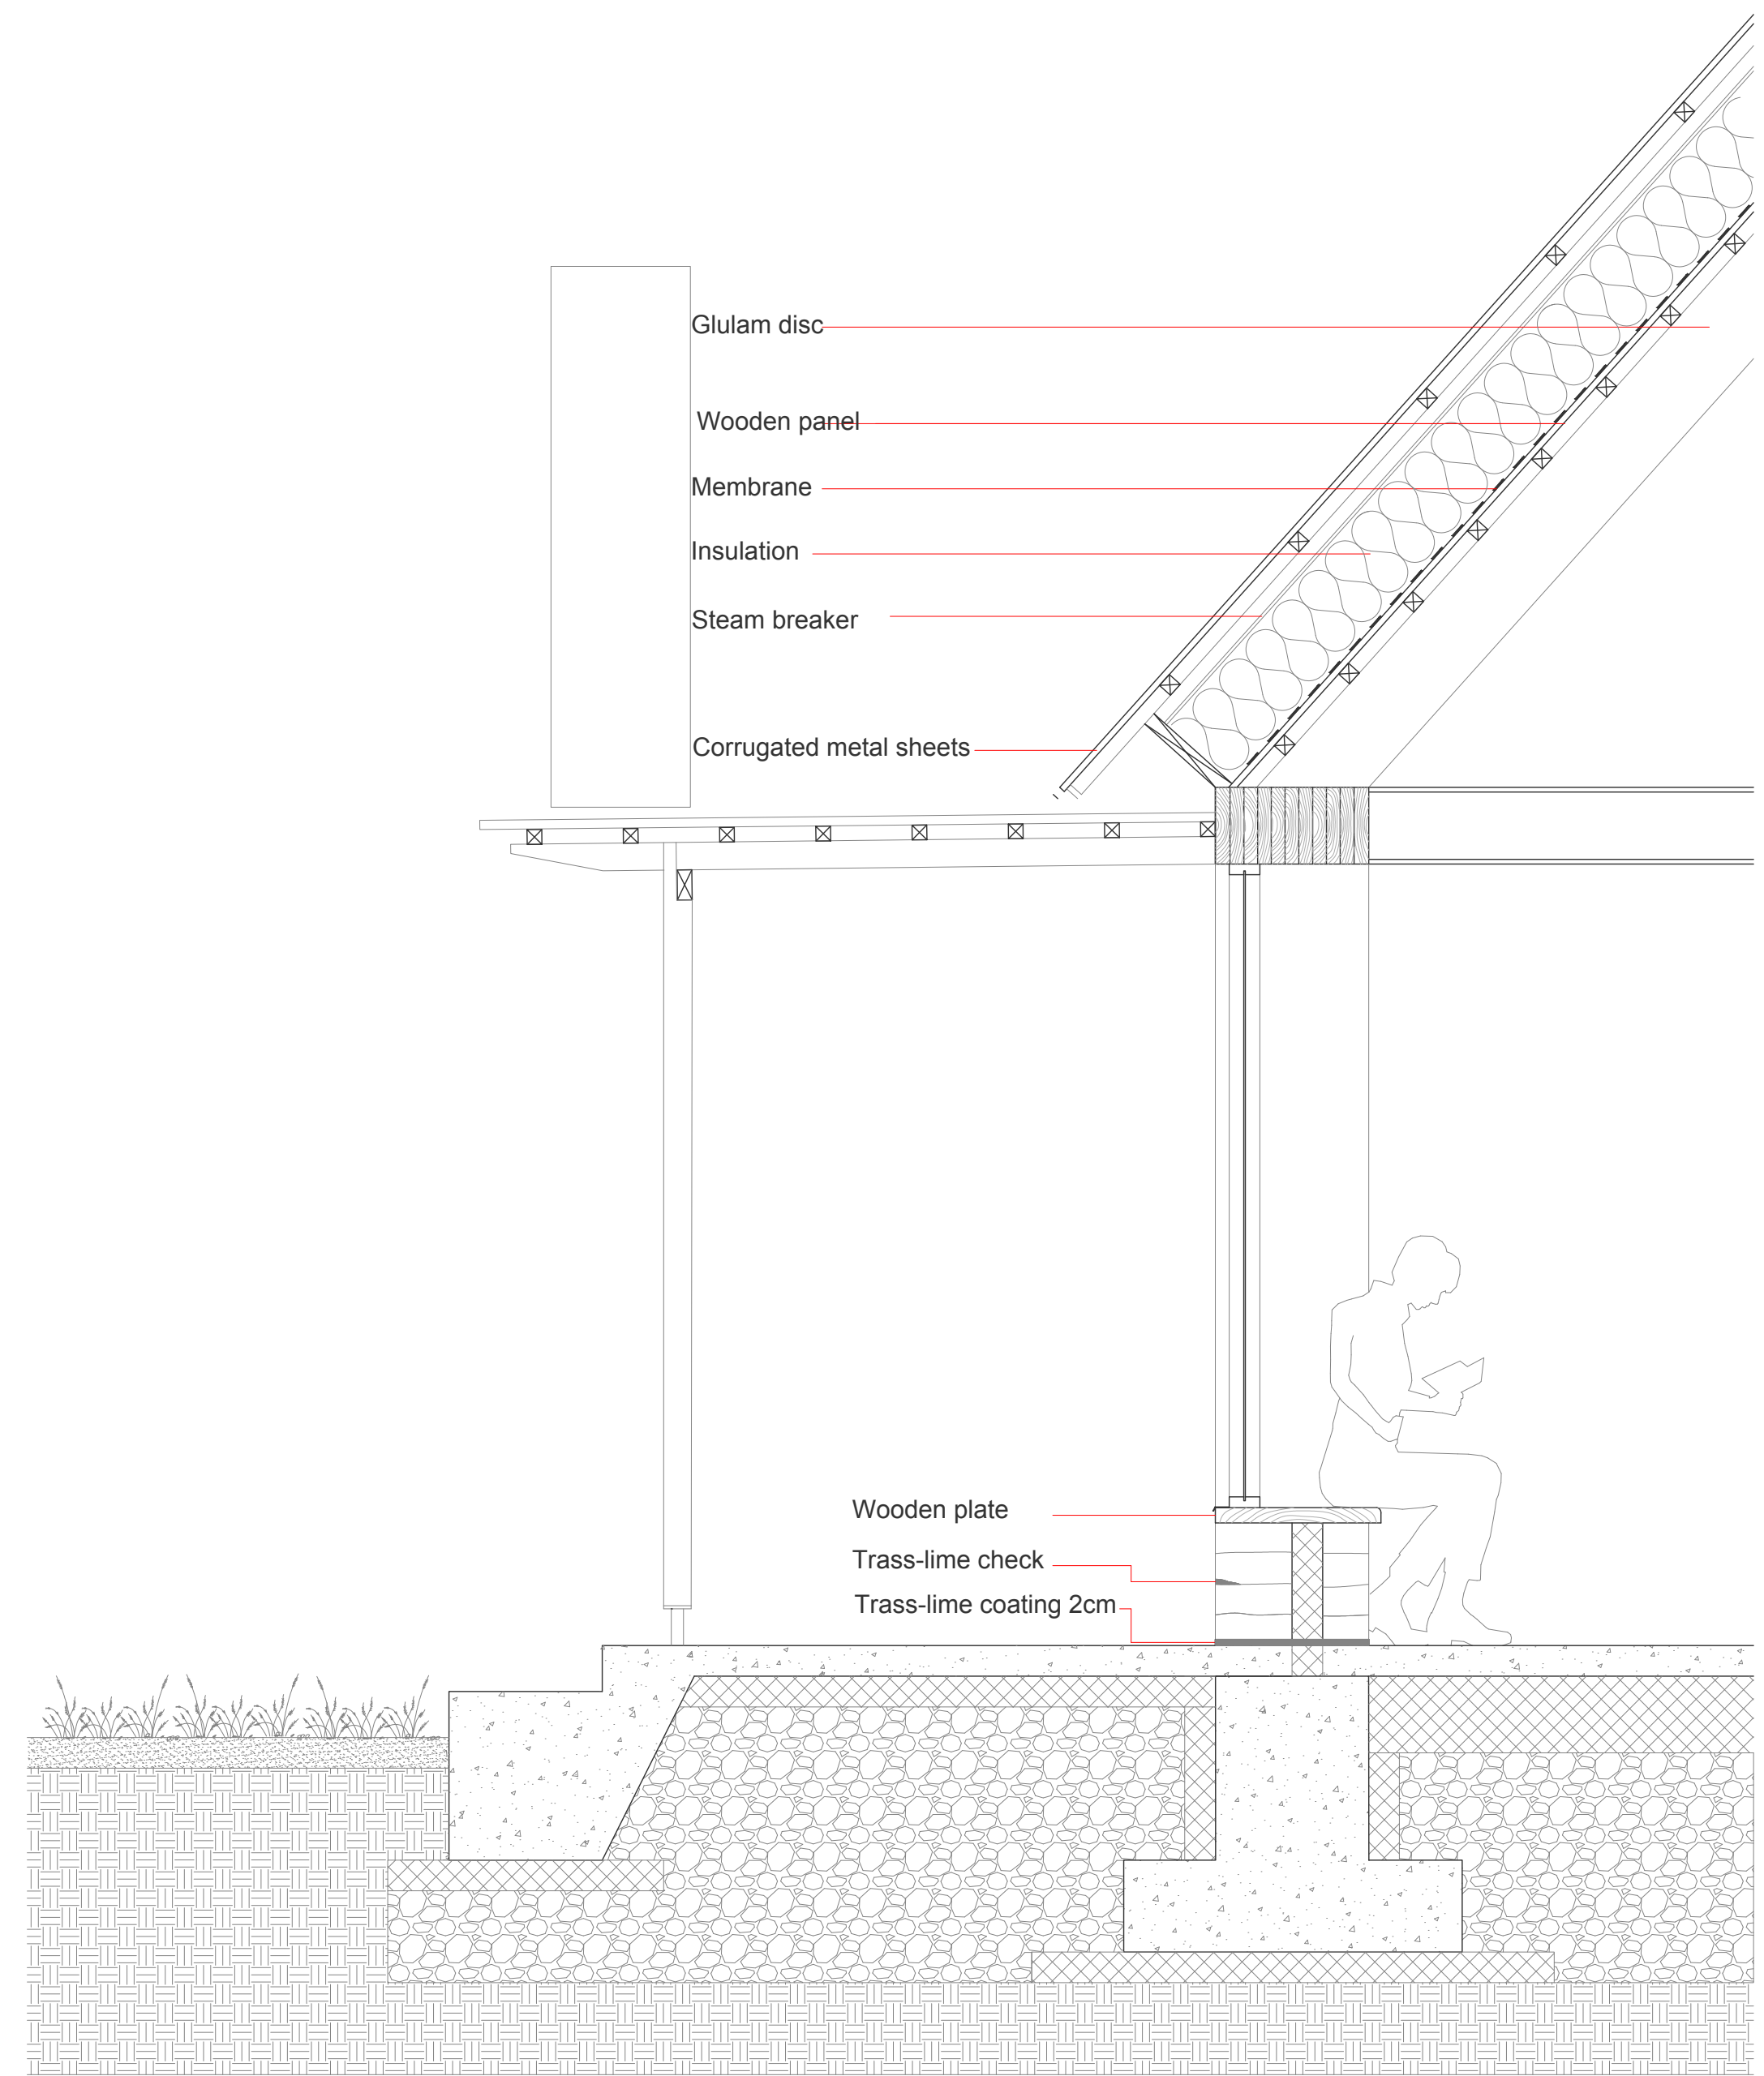 Glulam disc
Wooden panel
Membrane
Insulation
Steam breaker
Corrugated metal sheets
Wooden plate
Trass-lime check
Trass-lime coating 2cm